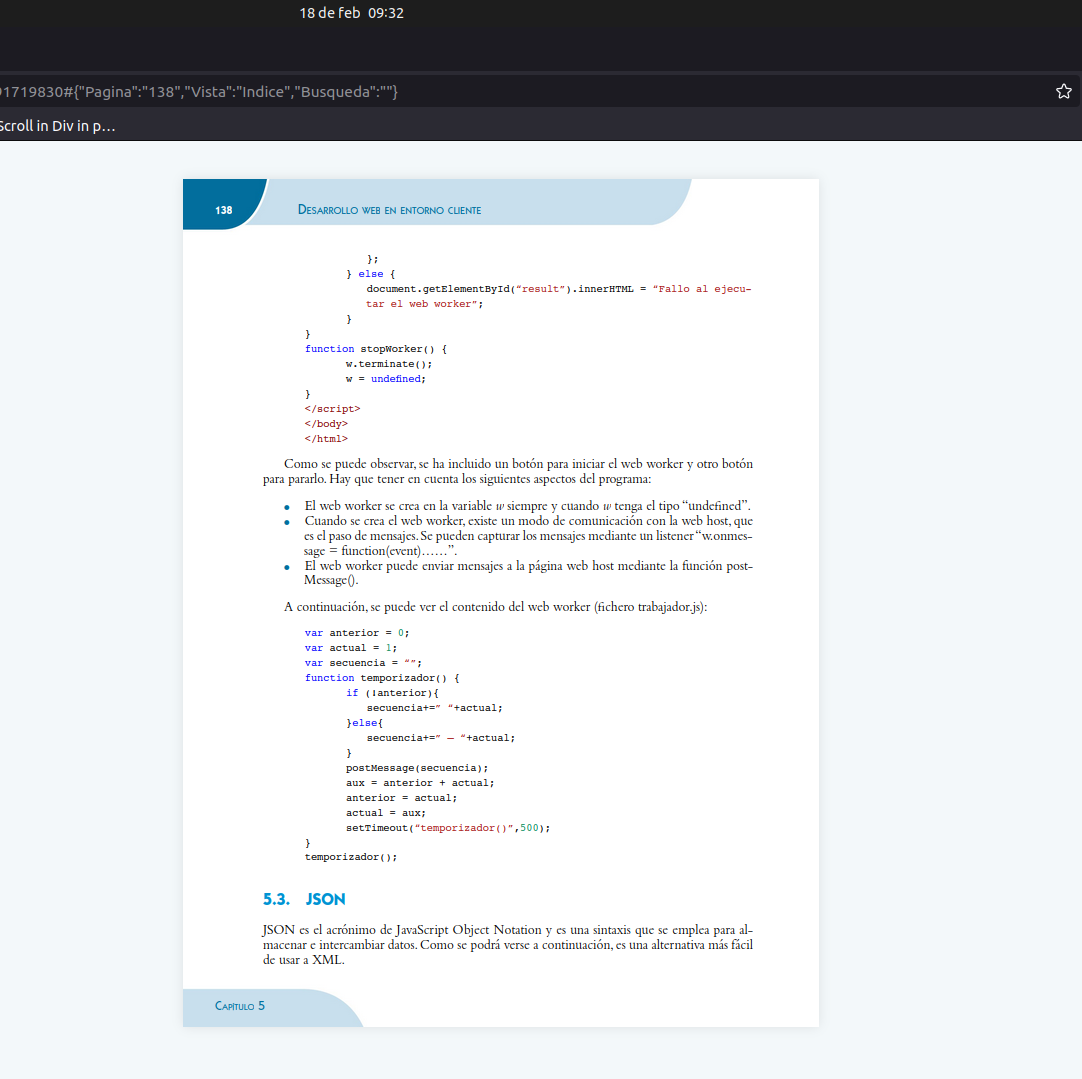 18 de feb 09:32
91719830#{"Pagina":"138","Vista":"Indice","Busqueda":""}
Scroll in Div in p…
138
Desarrollo web en entorno cliente
};
} else {
document.getElementById(“result”).innerHTML = “Fallo al ejecu-
tar el web worker”;
}
}
function stopWorker() {
w.terminate();
w = undefined;
}
</script>
</body>
</html>
Como se puede observar, se ha incluido un botón para iniciar el web worker y otro botón
para pararlo. Hay que tener en cuenta los siguientes aspectos del programa:
● El web worker se crea en la variable w siempre y cuando w tenga el tipo “undefined”.
● Cuando se crea el web worker, existe un modo de comunicación con la web host, que
es el paso de mensajes. Se pueden capturar los mensajes mediante un listener “w.onmes-
sage = function(event)……”.
● El web worker puede enviar mensajes a la página web host mediante la función post-
Message().
A continuación, se puede ver el contenido del web worker (fichero trabajador.js):
var anterior = 0;
var actual = 1;
var secuencia = “”;
function temporizador() {
if (!anterior){
secuencia+=” “+actual;
}else{
secuencia+=” – “+actual;
}
postMessage(secuencia);
aux = anterior + actual;
anterior = actual;
actual = aux;
setTimeout(“temporizador()”,500);
}
temporizador();
5.3. JSON
JSON es el acrónimo de JavaScript Object Notation y es una sintaxis que se emplea para al-
macenar e intercambiar datos. Como se podrá verse a continuación, es una alternativa más fácil
de usar a XML.
Capítulo 5